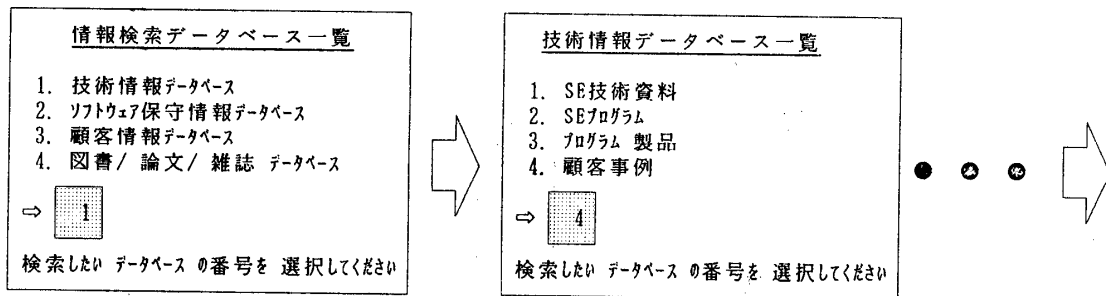 情報検索データベース一覧
1. 技術情報データベース
2. ソフトウェア保守情報データベース
3. 顧客情報データベース
4. 図書/ 論文/ 雑誌 データベース
⇨ 1
検索したい データベース の番号を 選択してください
技術情報データベース一覧
1. SE技術資料
2. SEプログラム
3. プログラム 製品
4. 顧客事例
⇨ 4
検索したい データベース の番号を 選択してください